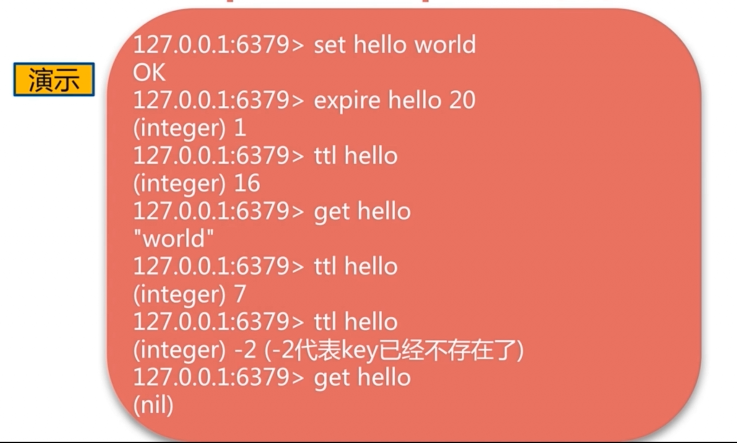 演示
127.0.0.1:6379> set hello world
OK
127.0.0.1:6379> expire hello 20
(integer) 1
127.0.0.1:6379> ttl hello
(integer) 16
127.0.0.1:6379> get hello
"world"
127.0.0.1:6379> ttl hello
(integer) 7
127.0.0.1:6379> ttl hello
(integer) -2 (-2代表key已经不存在了)
127.0.0.1:6379> get hello
(nil)